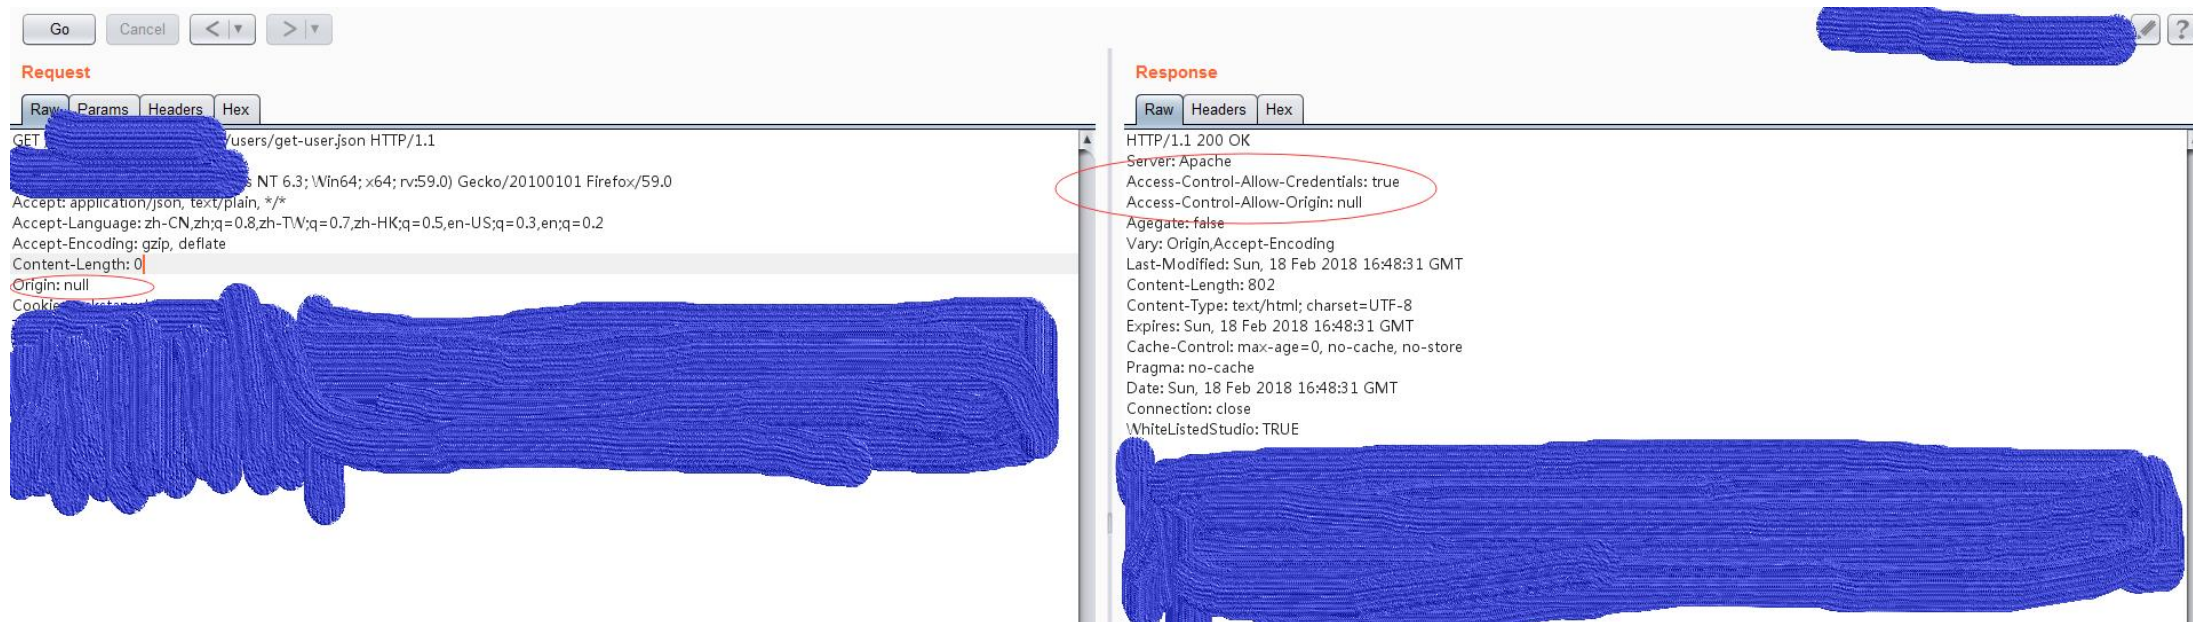 Go Cancel < >
?
Request
Raw Params Headers Hex
GET /users/get-user.json HTTP/1.1
NT 6.3; Win64; x64; rv:59.0) Gecko/20100101 Firefox/59.0
Accept: application/json, text/plain, */*
Accept-Language: zh-CN,zh;q=0.8,zh-TW;q=0.7,zh-HK;q=0.5,en-US;q=0.3,en;q=0.2
Accept-Encoding: gzip, deflate
Content-Length: 0
Origin: null
Cookie
Response
Raw Headers Hex
HTTP/1.1 200 OK
Server: Apache
Access-Control-Allow-Credentials: true
Access-Control-Allow-Origin: null
Agegate: false
Vary: Origin,Accept-Encoding
Last-Modified: Sun, 18 Feb 2018 16:48:31 GMT
Content-Length: 802
Content-Type: text/html; charset=UTF-8
Expires: Sun, 18 Feb 2018 16:48:31 GMT
Cache-Control: max-age=0, no-cache, no-store
Pragma: no-cache
Date: Sun, 18 Feb 2018 16:48:31 GMT
Connection: close
WhiteListedStudio: TRUE